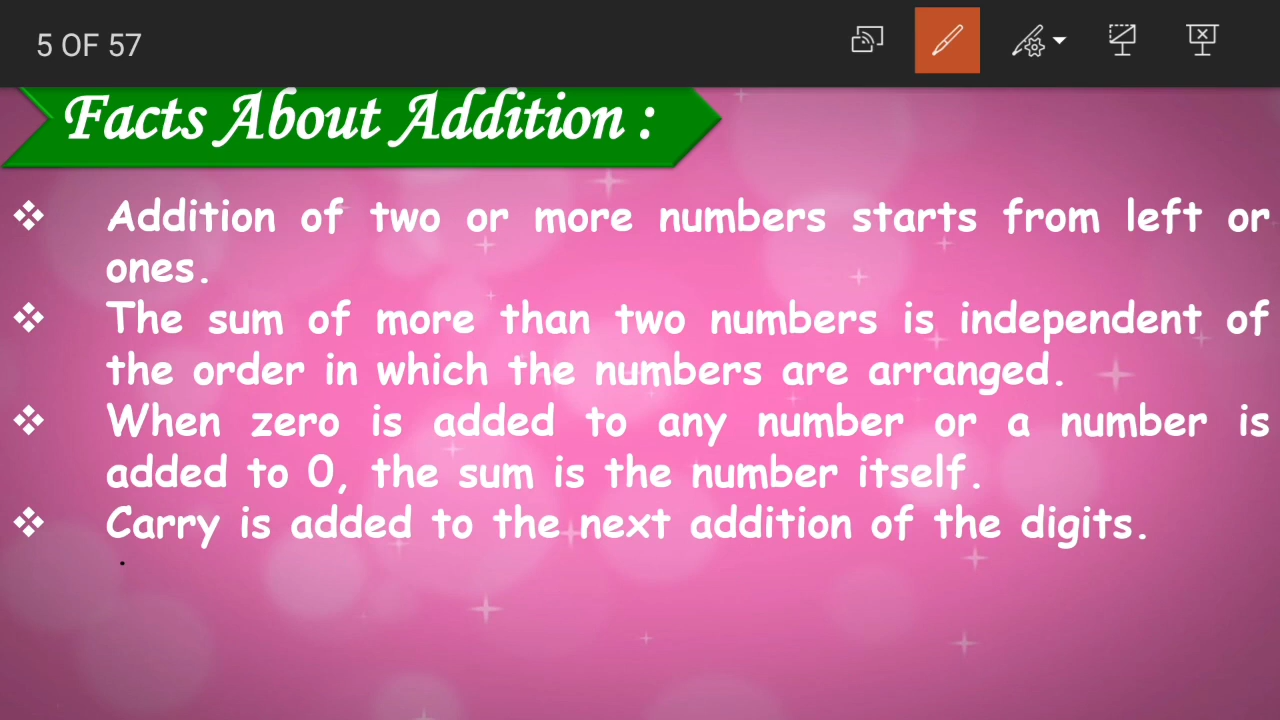 5 OF 57
Facts About Addition :
❖ Addition of two or more numbers starts from left or
ones.
❖ The sum of more than two numbers is independent of
the order in which the numbers are arranged.
❖ When zero is added to any number or a number is
added to 0, the sum is the number itself.
❖ Carry is added to the next addition of the digits.